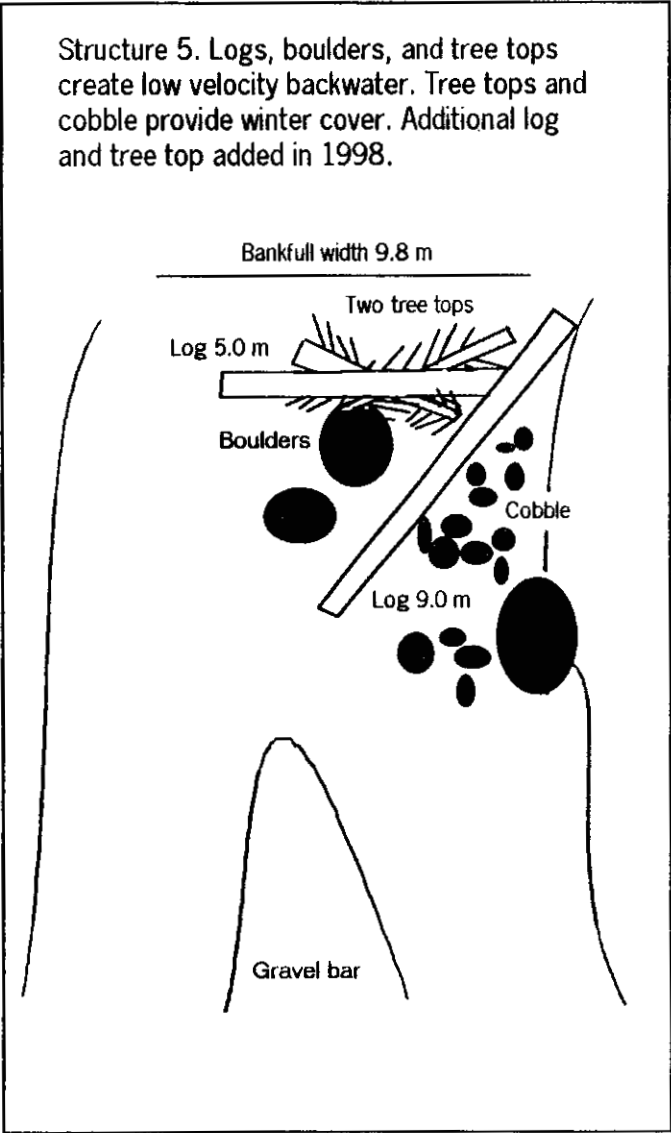 Structure 5. Logs, boulders, and tree tops
create low velocity backwater. Tree tops and
cobble provide winter cover. Additional log
and tree top added in 1998.
Bankfull width 9.8 m
Two tree tops
Log 5.0 m
Boulders
Cobble
Log 9.0 m
Gravel bar